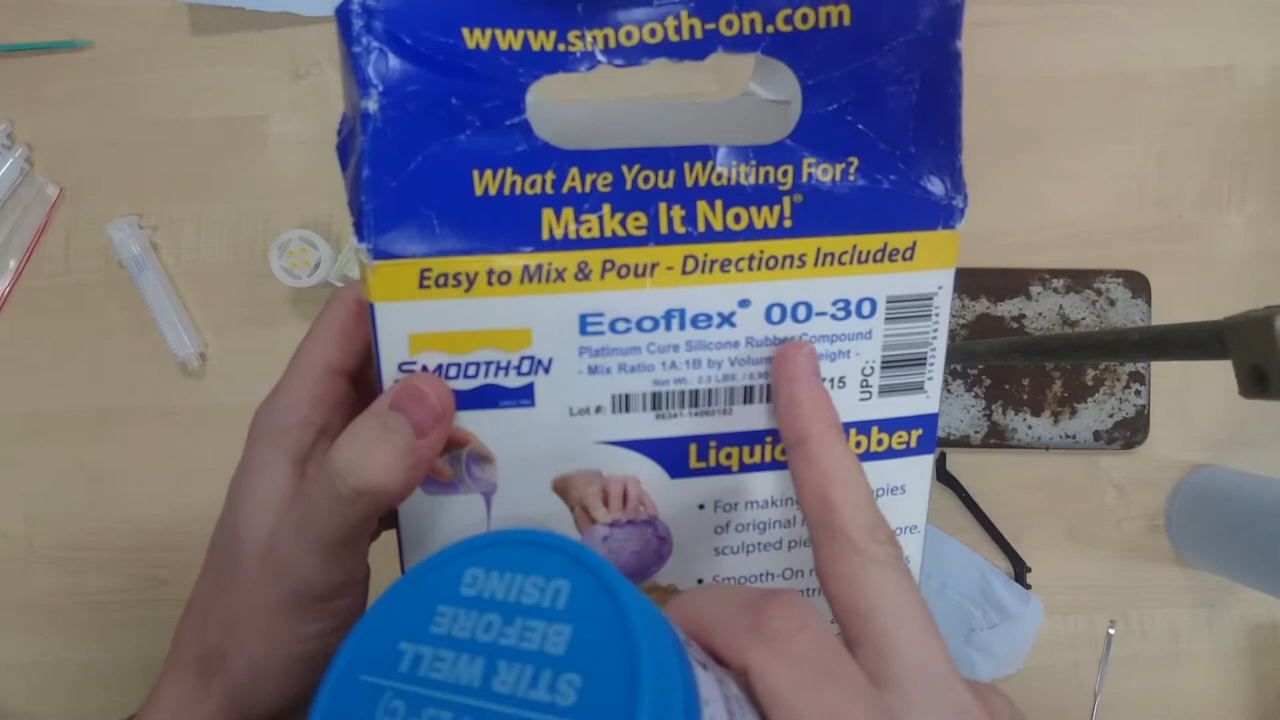 www.smooth-on.com
What Are You Waiting For?
Make It Now!®
Easy to Mix & Pour - Directions Included
Ecoflex® 00-30
Platinum Cure Silicone Rubber Compound
- Mix Ratio 1A:1B by Volume
SMOOTH-ON
Lot #:
UPC:
Liquid Rubber
• For making
of original
sculpted
• Smooth-On
STIR WELL
BEFORE
USING